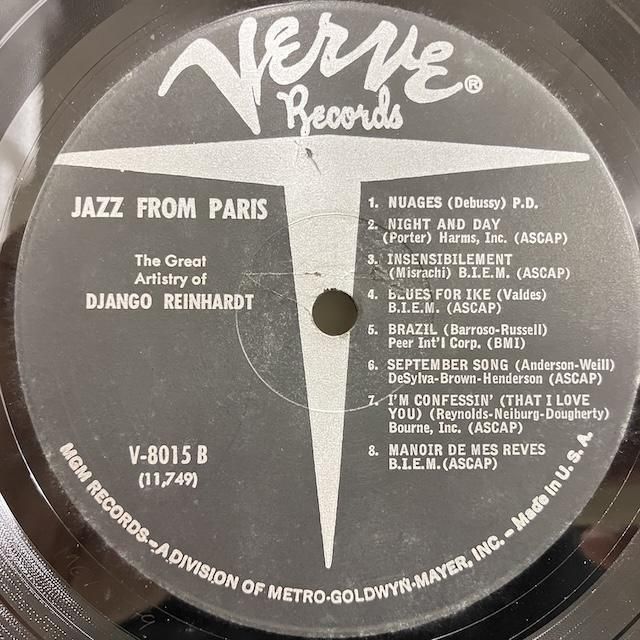 VERVE®
Records
JAZZ FROM PARIS
The Great
Artistry of
DJANGO REINHARDT
V-8015 B
(11,749)
1. NUAGES (Debussy) P.D.
2. NIGHT AND DAY
(Porter) Harms, Inc. (ASCAP)
3. INSENSIBILEMENT
(Misrachi) B.I.E.M. (ASCAP)
4. BLUES FOR IKE (Valdes)
B.I.E.M. (ASCAP)
5. BRAZIL (Barroso-Russell)
Peer Int'l Corp. (BMI)
6. SEPTEMBER SONG (Anderson-Weill)
DeSylva-Brown-Henderson (ASCAP)
7. I'M CONFESSIN' (THAT I LOVE
YOU) (Reynolds-Neiburg-Dougherty)
Bourne, Inc. (ASCAP)
8. MANOIR DE MES REVES
B.I.E.M.(ASCAP)
MGM RECORDS—A DIVISION OF METRO-GOLDWYN-MAYER, INC. – Made in U.S.A.